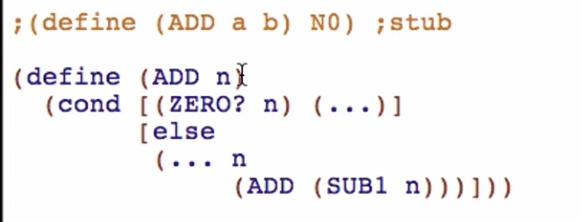 ;(define (ADD a b) N0) ;stub
(define (ADD n)
(cond [(ZERO? n) (...)]
[else
(... n
(ADD (SUB1 n)))]))